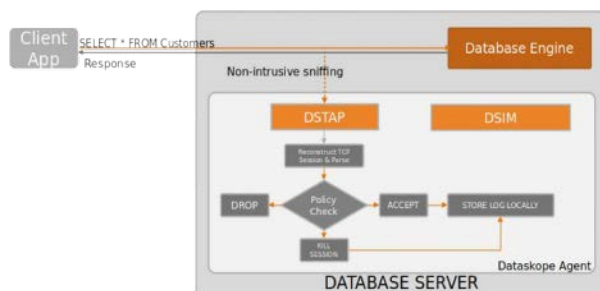 Client
App
SELECT * FROM Customers
Response
Database Engine
Non-intrusive sniffing
DSTAP
DSIM
Reconstruct TCP
Session & Parse
DROP
Policy
Check
ACCEPT
STORE LOG LOCALLY
KILL
SESSION
Dataskope Agent
DATABASE SERVER